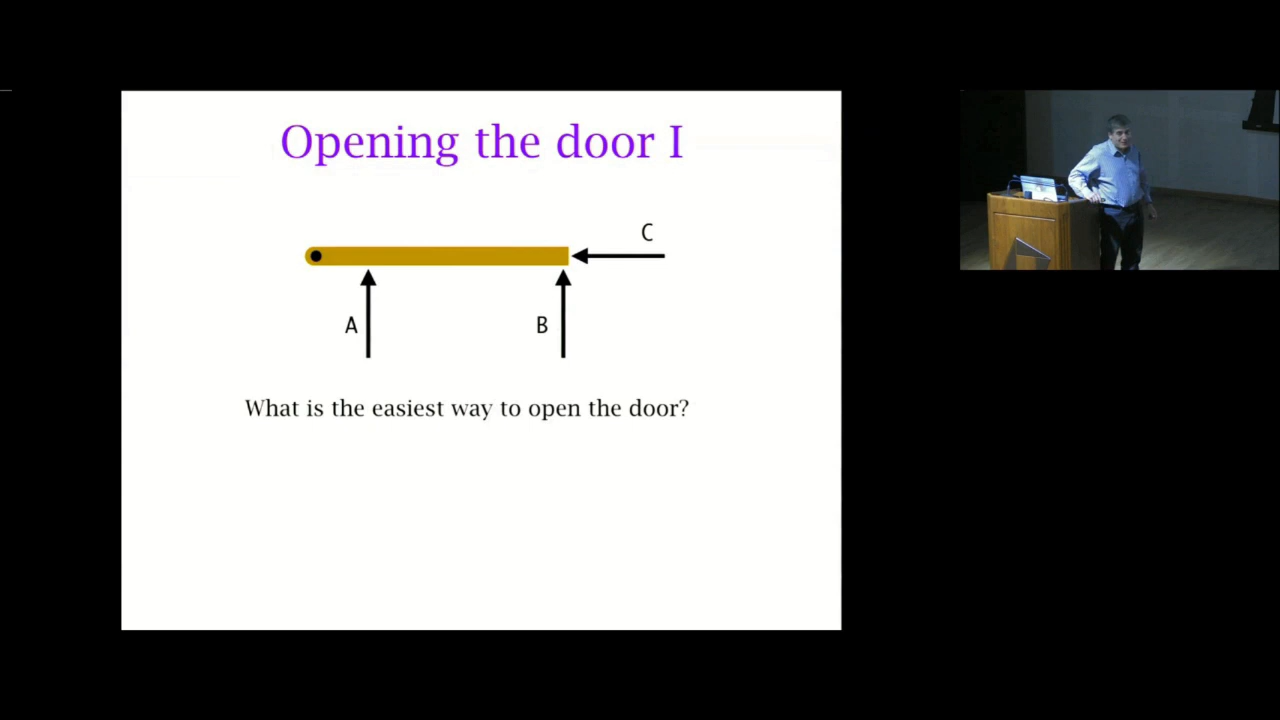 Opening the door I
C
A
B
What is the easiest way to open the door?